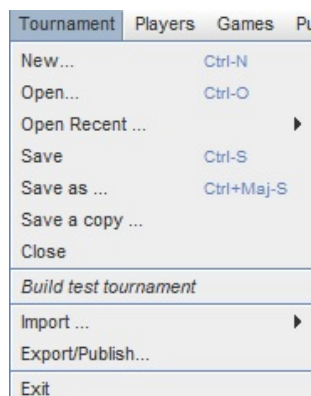 Tournament Players Games Pu
New... Ctrl-N
Open... Ctrl-O
Open Recent ...
Save Ctrl-S
Save as ... Ctrl+Maj-S
Save a copy ...
Close
Build test tournament
Import ...
Export/Publish...
Exit